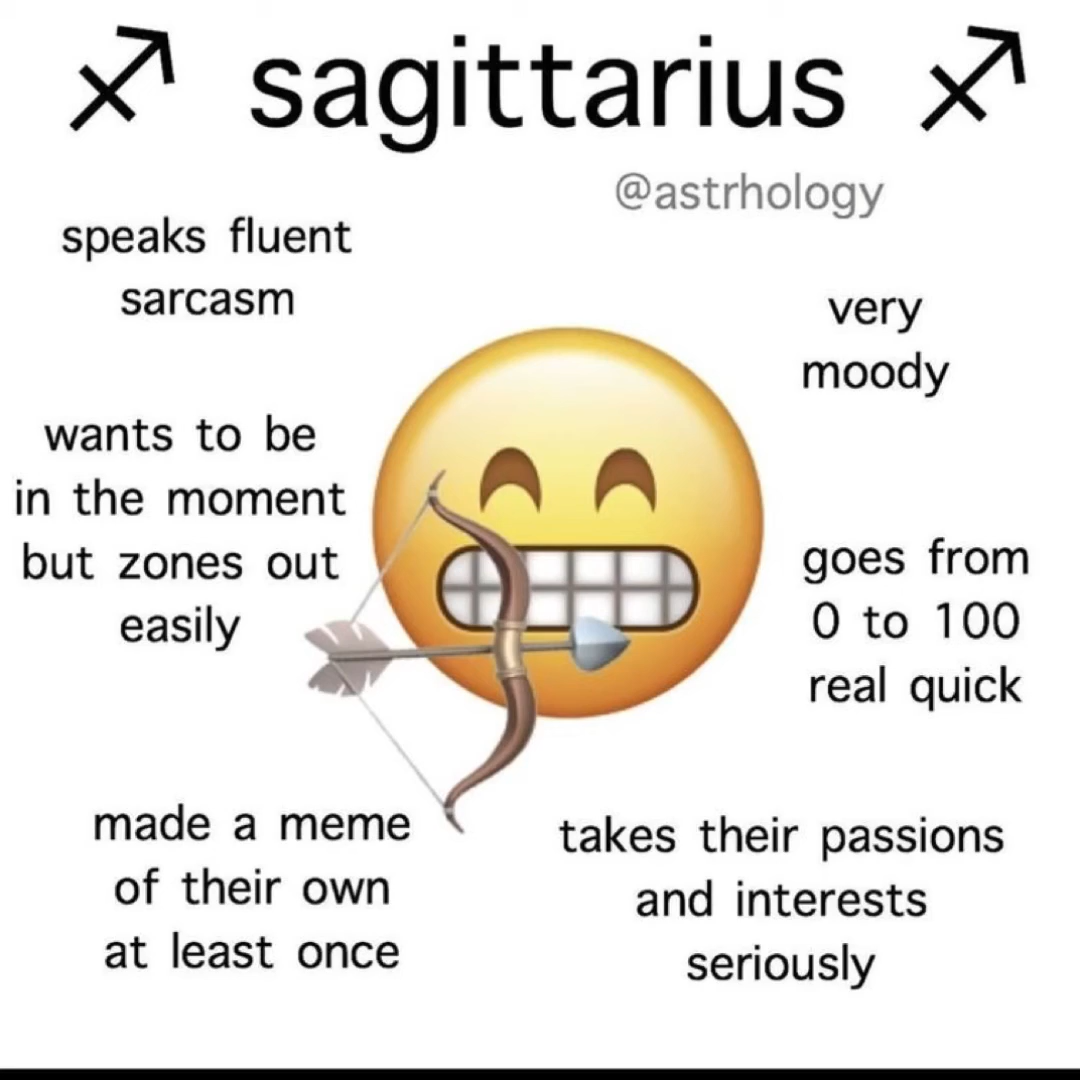 ♐ sagittarius ♐
@astrhology
speaks fluent
sarcasm
very
moody
wants to be
in the moment
but zones out
easily
goes from
0 to 100
real quick
made a meme
of their own
at least once
takes their passions
and interests
seriously